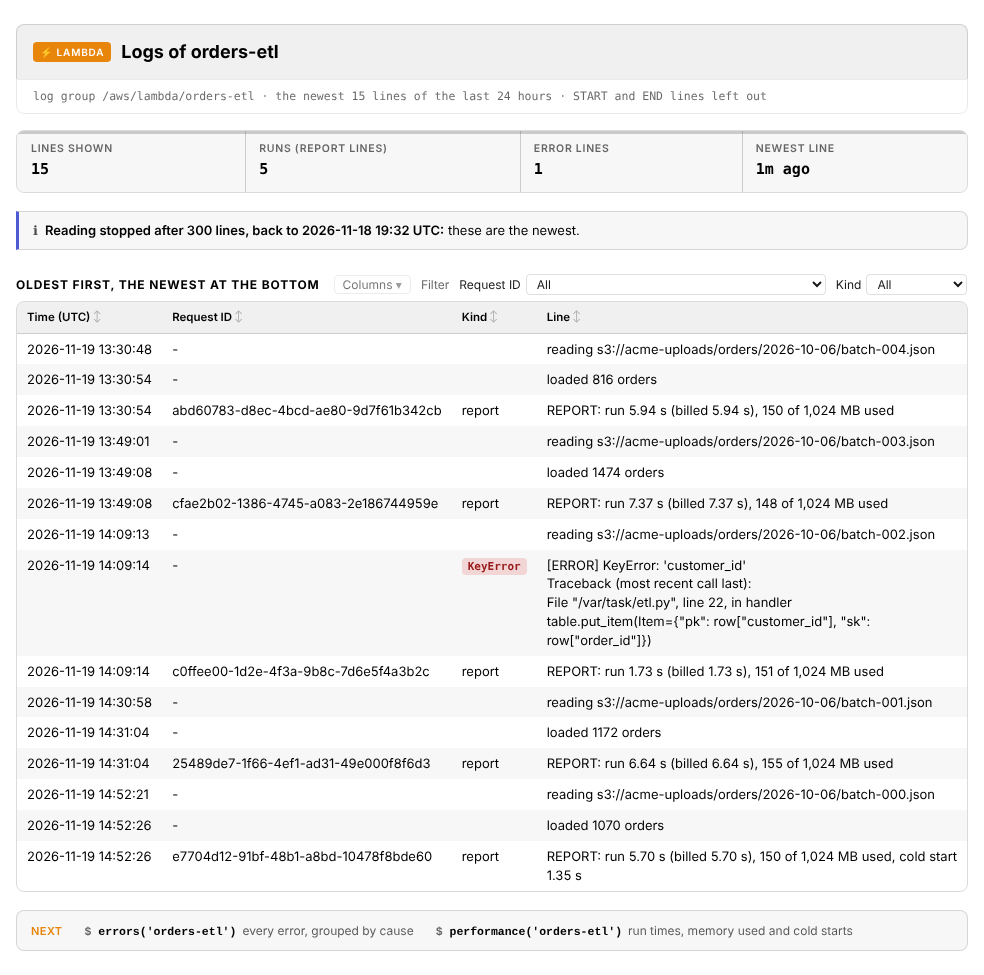 ⚡ LAMBDA Logs of orders-etl
log group /aws/lambda/orders-etl · the newest 15 lines of the last 24 hours · START and END lines left out
LINES SHOWN RUNS (REPORT LINES) ERROR LINES NEWEST LINE
15 5 1 1m ago
ℹ Reading stopped after 300 lines, back to 2026-11-18 19:32 UTC: these are the newest.
OLDEST FIRST, THE NEWEST AT THE BOTTOM Columns ▾ Filter Request ID All Kind All
Time (UTC) Request ID Kind Line
2026-11-19 13:30:48 - reading s3://acme-uploads/orders/2026-10-06/batch-004.json
2026-11-19 13:30:54 - loaded 816 orders
2026-11-19 13:30:54 abd60783-d8ec-4bcd-ae80-9d7f61b342cb report REPORT: run 5.94 s (billed 5.94 s), 150 of 1,024 MB used
2026-11-19 13:49:01 - reading s3://acme-uploads/orders/2026-10-06/batch-003.json
2026-11-19 13:49:08 - loaded 1474 orders
2026-11-19 13:49:08 cfae2b02-1386-4745-a083-2e186744959e report REPORT: run 7.37 s (billed 7.37 s), 148 of 1,024 MB used
2026-11-19 14:09:13 - reading s3://acme-uploads/orders/2026-10-06/batch-002.json
2026-11-19 14:09:14 - KeyError [ERROR] KeyError: 'customer_id'
Traceback (most recent call last):
File "/var/task/etl.py", line 22, in handler
table.put_item(Item={"pk": row["customer_id"], "sk":
row["order_id"]})
2026-11-19 14:09:14 c0ffee00-1d2e-4f3a-9b8c-7d6e5f4a3b2c report REPORT: run 1.73 s (billed 1.73 s), 151 of 1,024 MB used
2026-11-19 14:30:58 - reading s3://acme-uploads/orders/2026-10-06/batch-001.json
2026-11-19 14:31:04 - loaded 1172 orders
2026-11-19 14:31:04 25489de7-1f66-4ef1-ad31-49e000f8f6d3 report REPORT: run 6.64 s (billed 6.64 s), 155 of 1,024 MB used
2026-11-19 14:52:21 - reading s3://acme-uploads/orders/2026-10-06/batch-000.json
2026-11-19 14:52:26 - loaded 1070 orders
2026-11-19 14:52:26 e7704d12-91bf-48b1-a8bd-10478f8bde60 report REPORT: run 5.70 s (billed 5.70 s), 150 of 1,024 MB used, cold start
1.35 s
NEXT $ errors('orders-etl') every error, grouped by cause $ performance('orders-etl') run times, memory used and cold starts